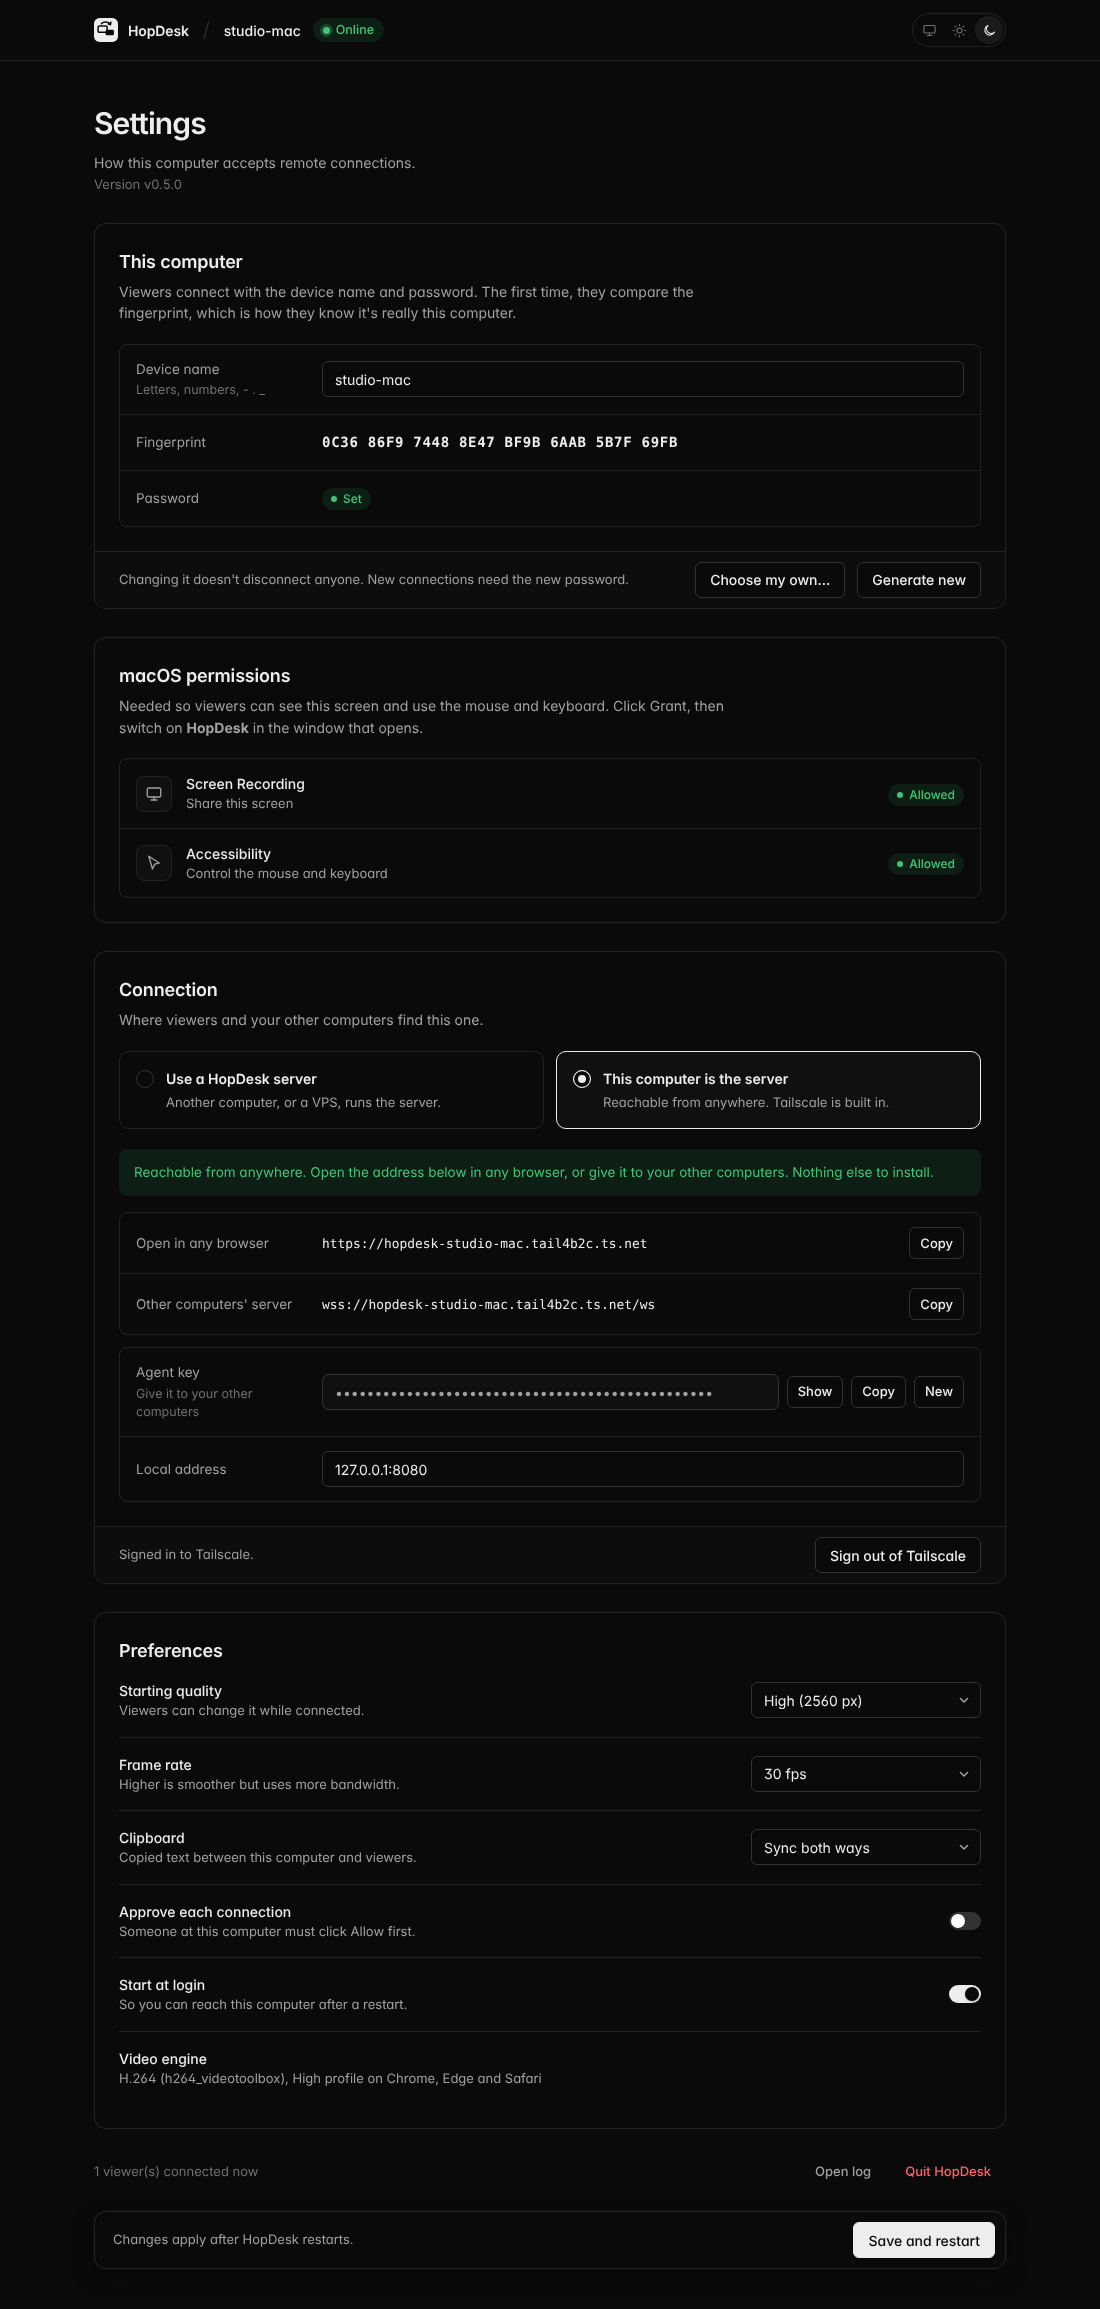 HopDesk / studio-mac Online
Settings
How this computer accepts remote connections.
Version v0.5.0
This computer
Viewers connect with the device name and password. The first time, they compare the
fingerprint, which is how they know it's really this computer.
Device name
Letters, numbers, - . _
studio-mac
Fingerprint
0C36 86F9 7448 8E47 BF9B 6AAB 5B7F 69FB
Password
Set
Changing it doesn't disconnect anyone. New connections need the new password.
Choose my own...
Generate new
macOS permissions
Needed so viewers can see this screen and use the mouse and keyboard. Click Grant, then
switch on HopDesk in the window that opens.
Screen Recording
Share this screen
Allowed
Accessibility
Control the mouse and keyboard
Allowed
Connection
Where viewers and your other computers find this one.
Use a HopDesk server
Another computer, or a VPS, runs the server.
This computer is the server
Reachable from anywhere. Tailscale is built in.
Reachable from anywhere. Open the address below in any browser, or give it to your other computers. Nothing else to install.
Open in any browser
https://hopdesk-studio-mac.tail4b2c.ts.net
Copy
Other computers' server
wss://hopdesk-studio-mac.tail4b2c.ts.net/ws
Copy
Agent key
Give it to your other
computers
Show
Copy
New
Local address
127.0.0.1:8080
Signed in to Tailscale.
Sign out of Tailscale
Preferences
Starting quality
Viewers can change it while connected.
High (2560 px)
Frame rate
Higher is smoother but uses more bandwidth.
30 fps
Clipboard
Copied text between this computer and viewers.
Sync both ways
Approve each connection
Someone at this computer must click Allow first.
Start at login
So you can reach this computer after a restart.
Video engine
H.264 (h264_videotoolbox), High profile on Chrome, Edge and Safari
1 viewer(s) connected now
Open log
Quit HopDesk
Changes apply after HopDesk restarts.
Save and restart